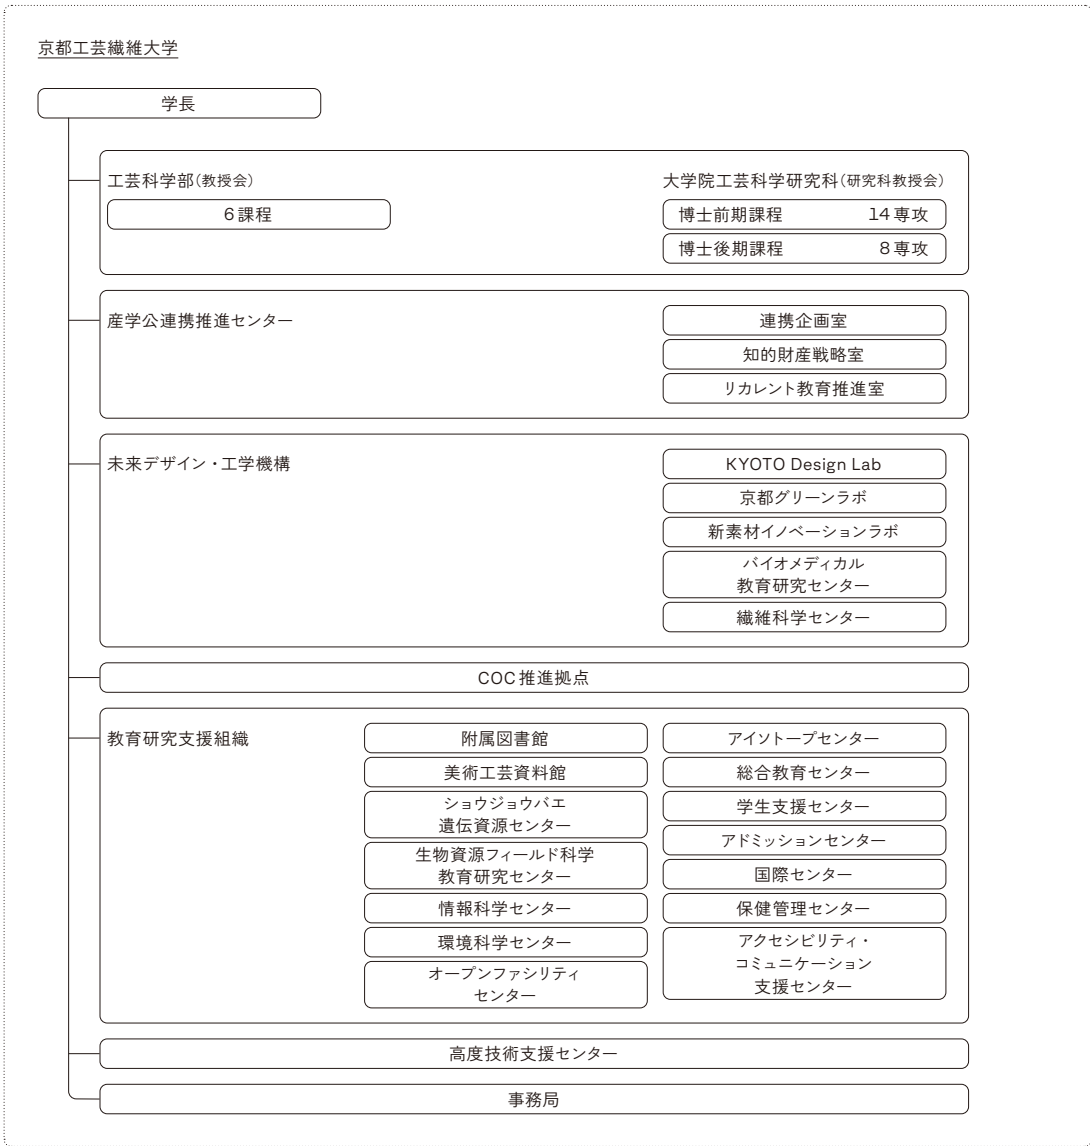 京都工芸繊維大学
学長
工芸科学部(教授会)
6課程
大学院工芸科学研究科(研究科教授会)
博士前期課程 14専攻
博士後期課程 8専攻
産学公連携推進センター
連携企画室
知的財産戦略室
リカレント教育推進室
未来デザイン・工学機構
KYOTO Design Lab
京都グリーンラボ
新素材イノベーションラボ
バイオメディカル
教育研究センター
繊維科学センター
COC推進拠点
教育研究支援組織
附属図書館
美術工芸資料館
ショウジョウバエ
遺伝資源センター
生物資源フィールド科学
教育研究センター
情報科学センター
環境科学センター
オープンファシリティ
センター
アイソトープセンター
総合教育センター
学生支援センター
アドミッションセンター
国際センター
保健管理センター
アクセシビリティ・
コミュニケーション
支援センター
高度技術支援センター
事務局